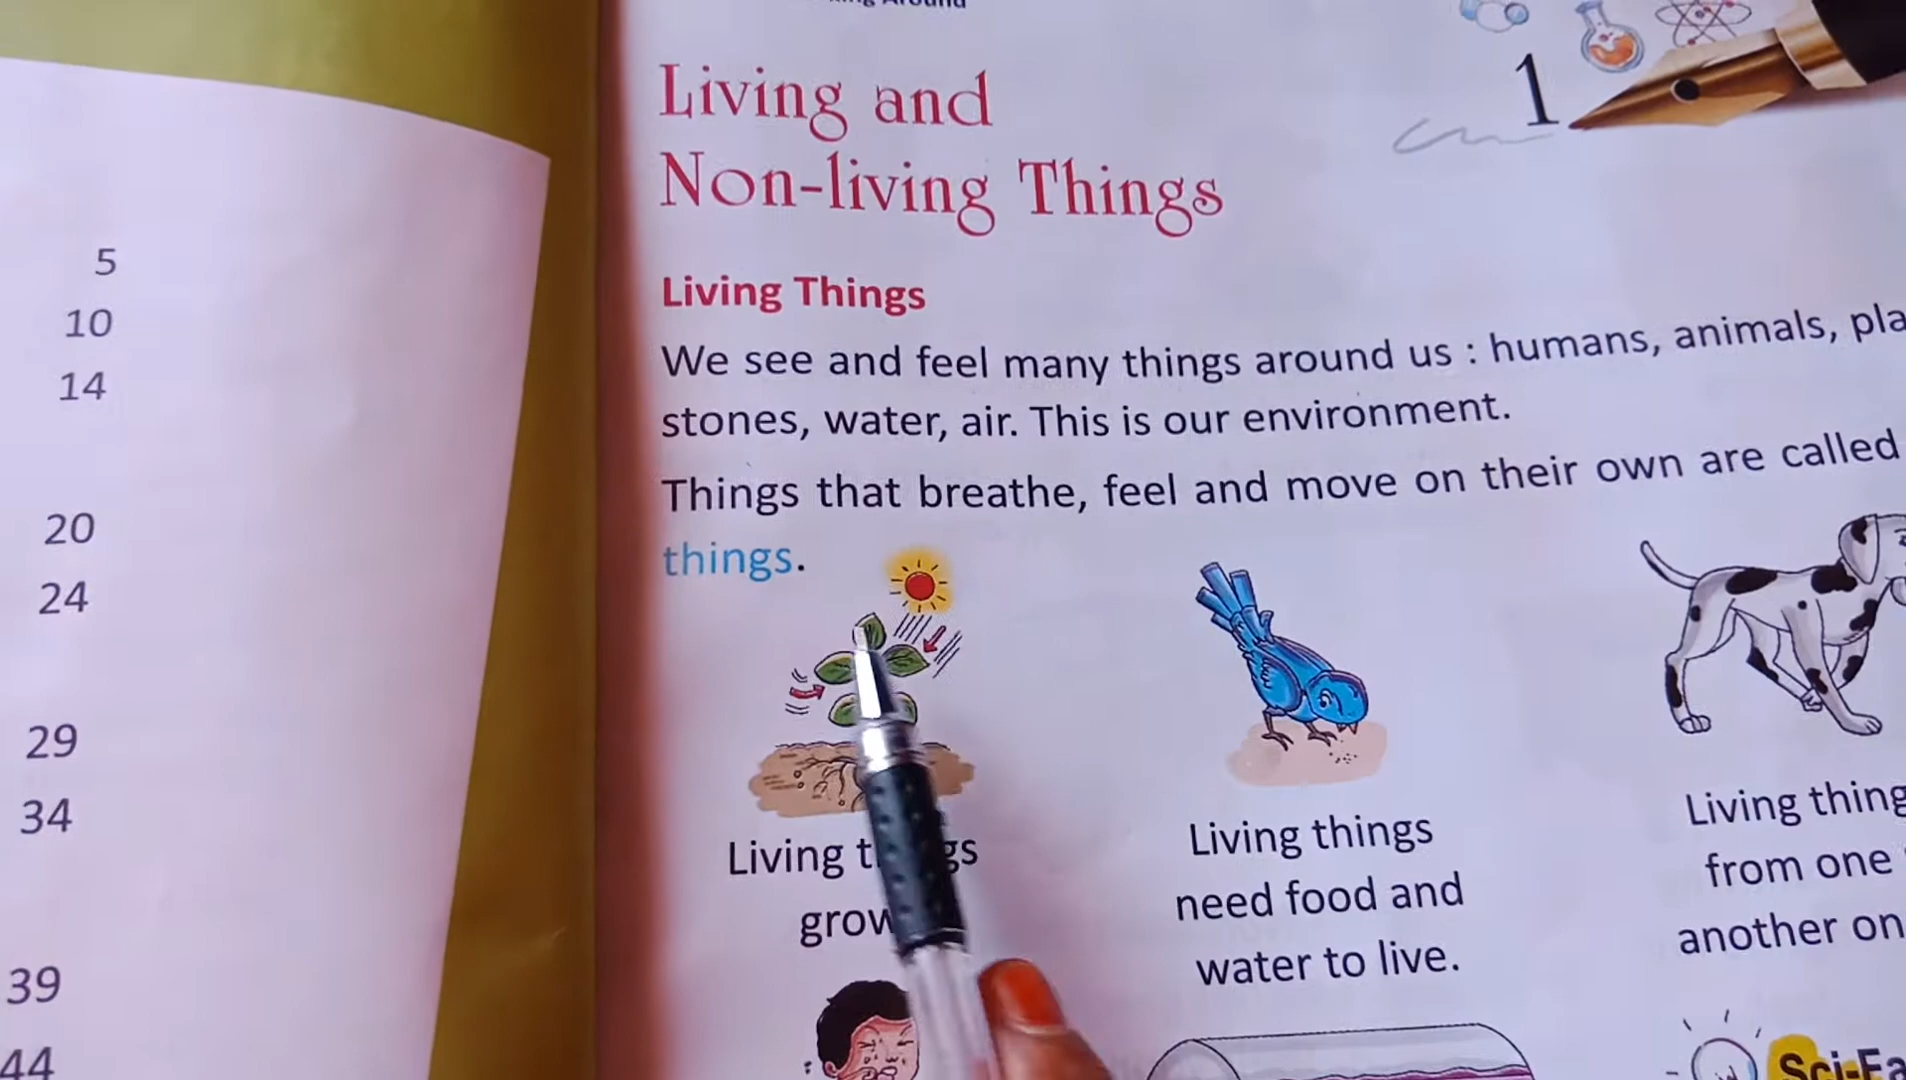 5
10
14
20
24
29
34
39
44
Around
1
Living and
Non-living Things
Living Things
We see and feel many things around us : humans, animals,
stones, water, air. This is our environment.
Things that breathe, feel and move on their own are called
things.
Living
grow
Living things
need food and
water to live.
Living
from one
another on